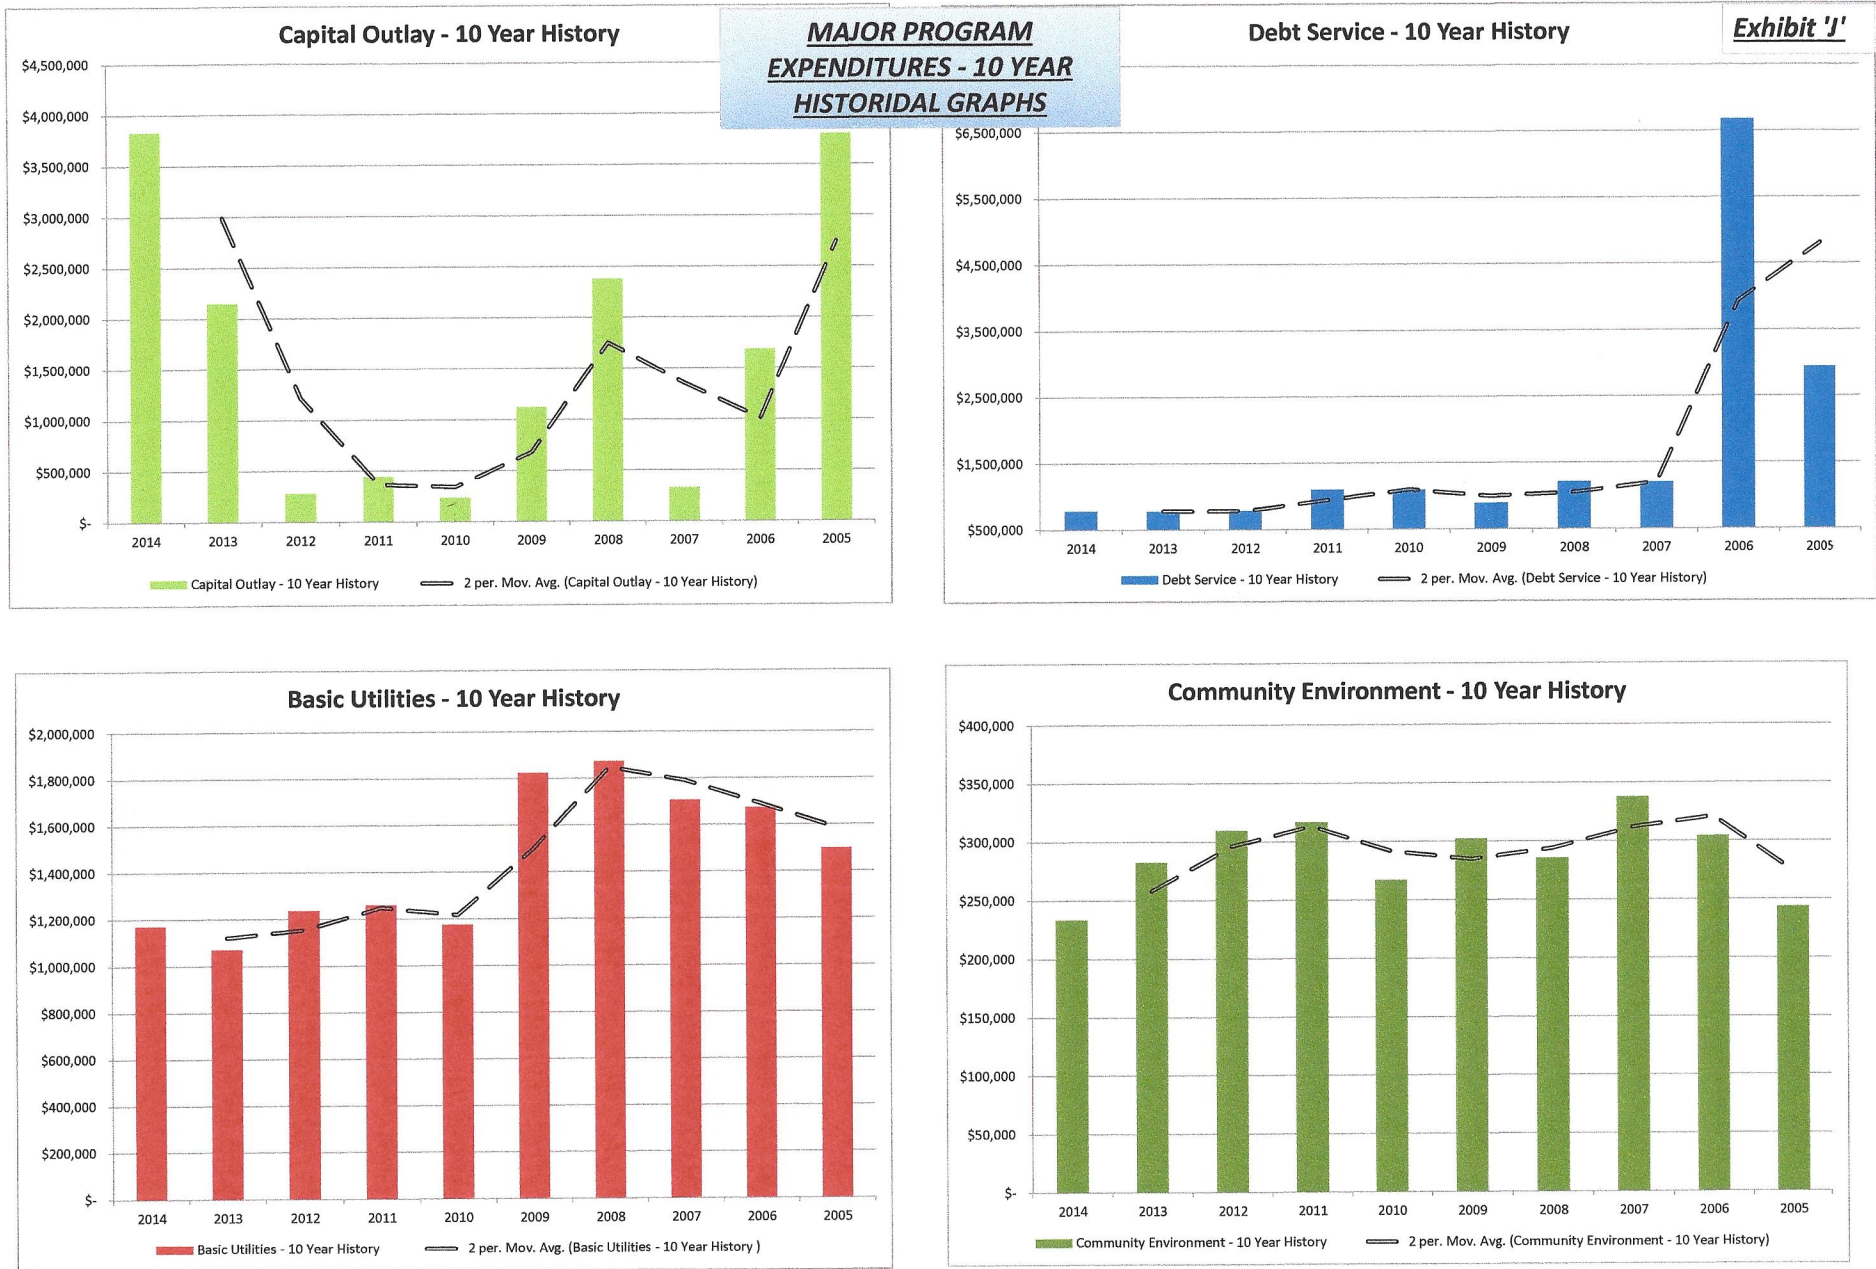 MAJOR PROGRAM
EXPENDITURES - 10 YEAR
HISTORIDAL GRAPHS
Exhibit 'J'
Capital Outlay - 10 Year History
$4,500,000
$4,000,000
$3,500,000
$3,000,000
$2,500,000
$2,000,000
$1,500,000
$1,000,000
$500,000
$-
2014 2013 2012 2011 2010 2009 2008 2007 2006 2005
Capital Outlay - 10 Year History 2 per. Mov. Avg. (Capital Outlay - 10 Year History)
Debt Service - 10 Year History
$6,500,000
$5,500,000
$4,500,000
$3,500,000
$2,500,000
$1,500,000
$500,000
2014 2013 2012 2011 2010 2009 2008 2007 2006 2005
Debt Service - 10 Year History 2 per. Mov. Avg. (Debt Service - 10 Year History)
Basic Utilities - 10 Year History
$2,000,000
$1,800,000
$1,600,000
$1,400,000
$1,200,000
$1,000,000
$800,000
$600,000
$400,000
$200,000
$-
2014 2013 2012 2011 2010 2009 2008 2007 2006 2005
Basic Utilities - 10 Year History 2 per. Mov. Avg. (Basic Utilities - 10 Year History )
Community Environment - 10 Year History
$400,000
$350,000
$300,000
$250,000
$200,000
$150,000
$100,000
$50,000
$-
2014 2013 2012 2011 2010 2009 2008 2007 2006 2005
Community Environment - 10 Year History 2 per. Mov. Avg. (Community Environment - 10 Year History)